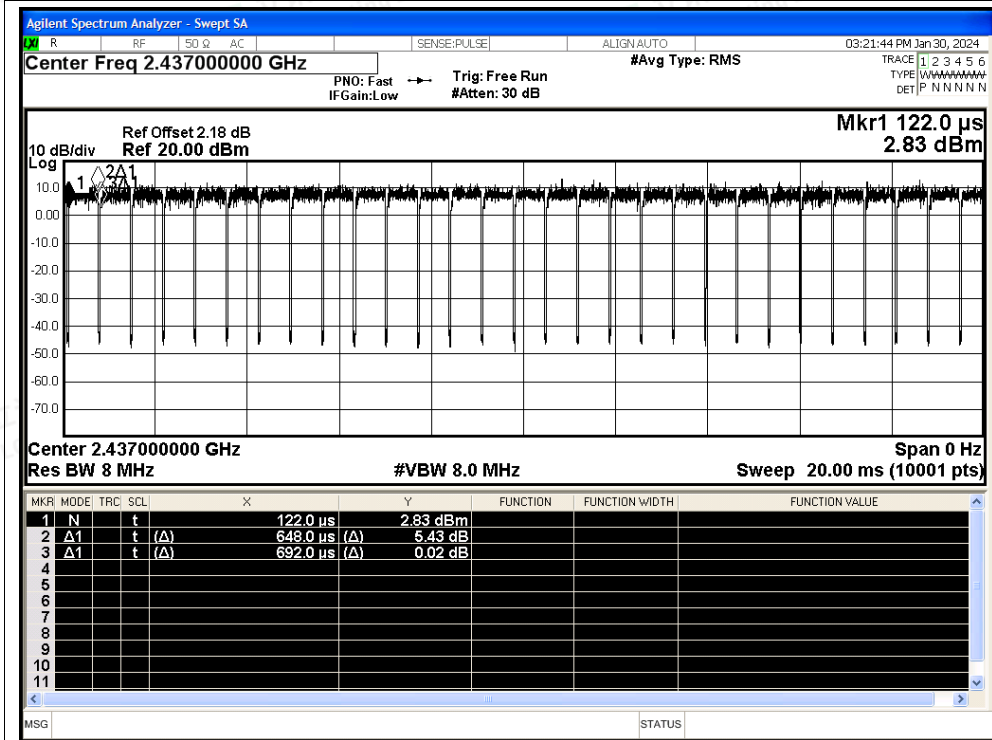 Agilent Spectrum Analyzer - Swept SA
LXI R RF 50 Ω AC SENSE:PULSE ALIGN AUTO 03:21:44 PM Jan 30, 2024
Center Freq 2.437000000 GHz #Avg Type: RMS TRACE 1 2 3 4 5 6
PNO: Fast Trig: Free Run TYPE
IFGain:Low #Atten: 30 dB DET P N N N N N
Mkr1 122.0 µs
Ref Offset 2.18 dB
10 dB/div Ref 20.00 dBm 2.83 dBm
Log
10.0
0.00
-10.0
-20.0
-30.0
-40.0
-50.0
-60.0
-70.0
1 2Δ1
3Δ1
Center 2.437000000 GHz Span 0 Hz
Res BW 8 MHz #VBW 8.0 MHz Sweep 20.00 ms (10001 pts)
MKR MODE TRC SCL X Y FUNCTION FUNCTION WIDTH FUNCTION VALUE
1 N t 122.0 µs 2.83 dBm
2 Δ1 t (Δ) 648.0 µs (Δ) 5.43 dB
3 Δ1 t (Δ) 692.0 µs (Δ) 0.02 dB
4
5
6
7
8
9
10
11
MSG STATUS